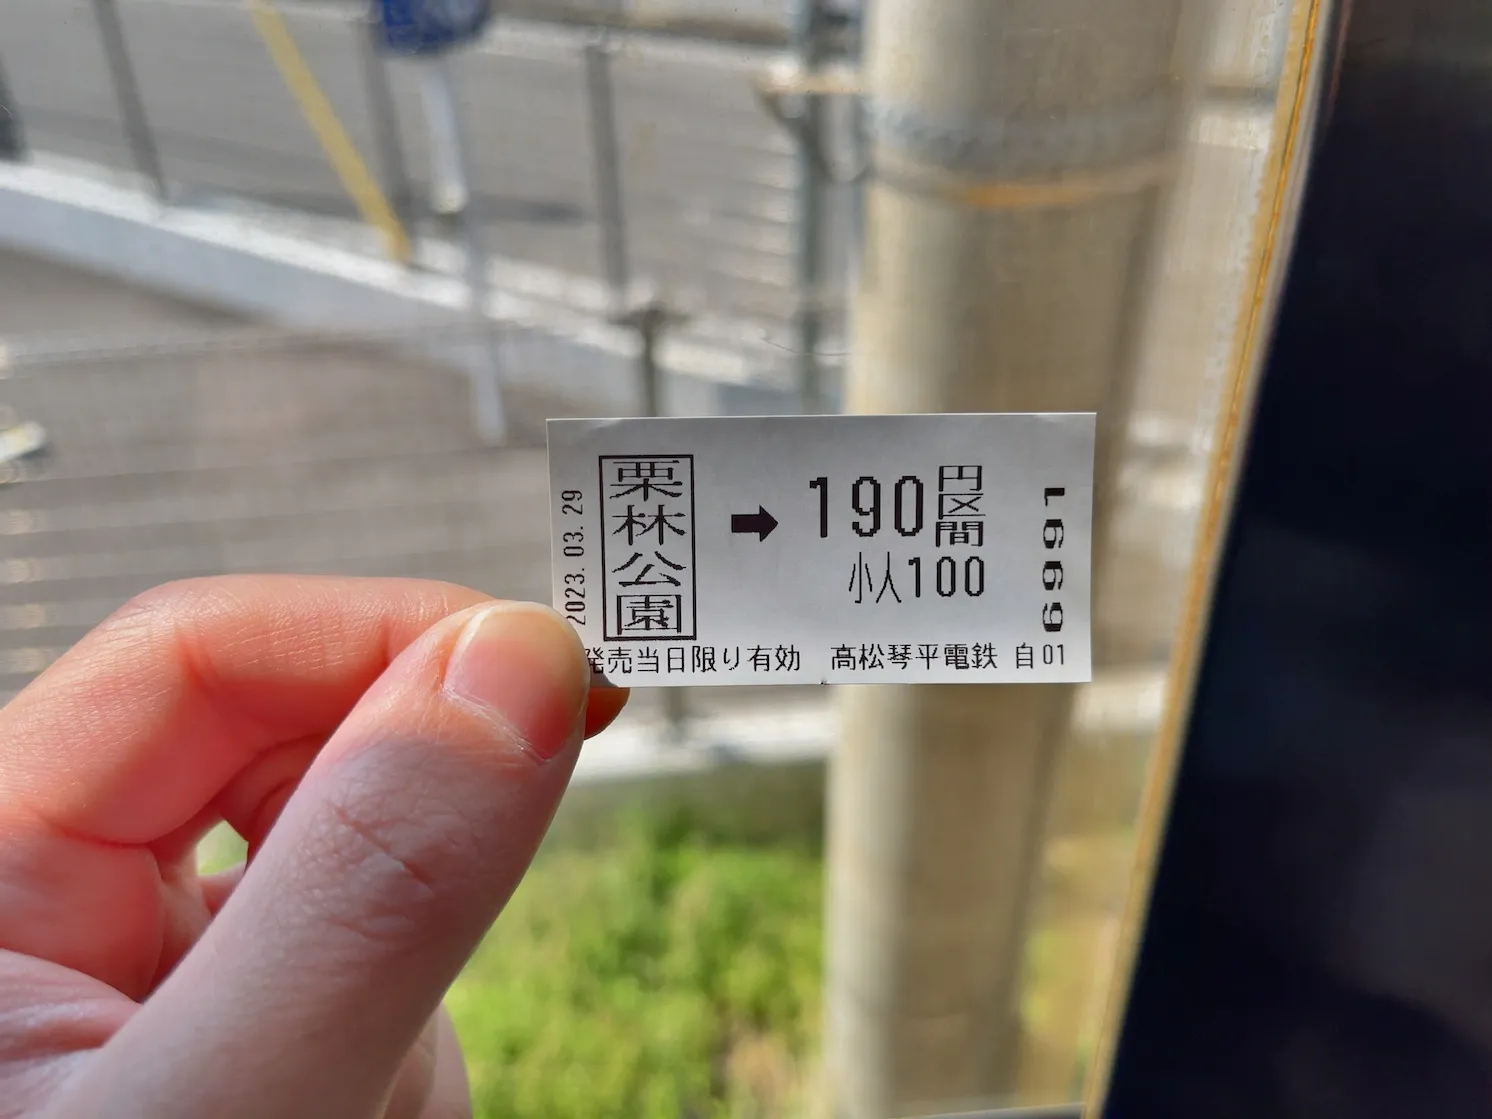 2023.03.29
栗林公園 ➡ 190円区間
小人100
発売当日限り有効 高松琴平電鉄 自01